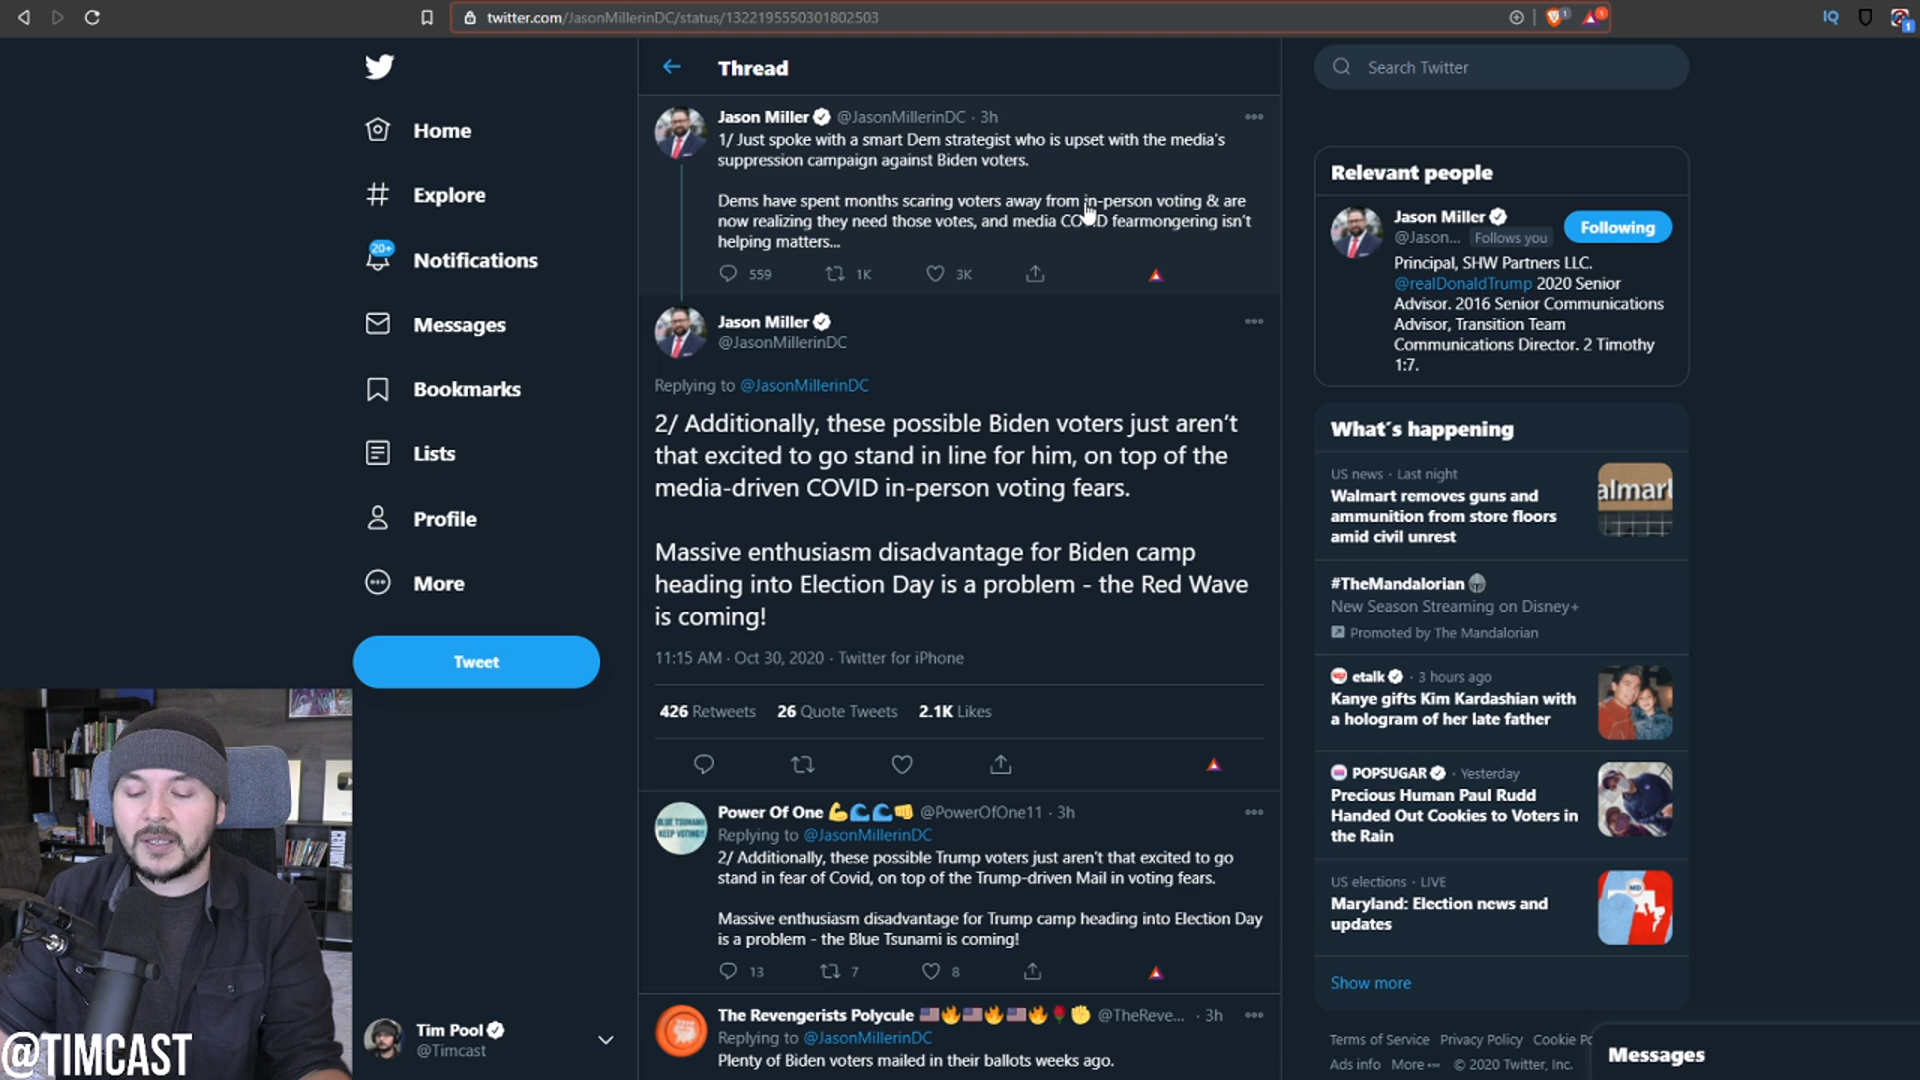 twitter.com/JasonMillerinDC/status/1322195550301802503
IQ
Home
Explore
20+
Notifications
Messages
Bookmarks
Lists
Profile
More
Tweet
Tim Pool
@Timcast
@TIMCAST
Thread
Jason Miller @JasonMillerinDC · 3h
1/ Just spoke with a smart Dem strategist who is upset with the media's
suppression campaign against Biden voters.
Dems have spent months scaring voters away from in-person voting & are
now realizing they need those votes, and media COVID fearmongering isn't
helping matters...
559 1K 3K
Jason Miller
@JasonMillerinDC
Replying to @JasonMillerinDC
2/ Additionally, these possible Biden voters just aren't
that excited to go stand in line for him, on top of the
media-driven COVID in-person voting fears.
Massive enthusiasm disadvantage for Biden camp
heading into Election Day is a problem - the Red Wave
is coming!
11:15 AM · Oct 30, 2020 · Twitter for iPhone
426 Retweets 26 Quote Tweets 2.1K Likes
Power Of One 💪🌊🌊👊 @PowerOfOne11 · 3h
Replying to @JasonMillerinDC
2/ Additionally, these possible Trump voters just aren't that excited to go
stand in fear of Covid, on top of the Trump-driven Mail in voting fears.
Massive enthusiasm disadvantage for Trump camp heading into Election Day
is a problem - the Blue Tsunami is coming!
13 7 8
The Revengerists Polycule 🇺🇸🔥🇺🇸🔥🇺🇸🔥🌹✊ @TheReve... · 3h
Replying to @JasonMillerinDC
Plenty of Biden voters mailed in their ballots weeks ago.
Search Twitter
Relevant people
Jason Miller
@Jason... Follows you
Following
Principal, SHW Partners LLC.
@realDonaldTrump 2020 Senior
Advisor. 2016 Senior Communications
Advisor, Transition Team
Communications Director. 2 Timothy
1:7.
What's happening
US news · Last night
Walmart removes guns and
ammunition from store floors
amid civil unrest
#TheMandalorian
New Season Streaming on Disney+
Promoted by The Mandalorian
etalk · 3 hours ago
Kanye gifts Kim Kardashian with
a hologram of her late father
POPSUGAR · Yesterday
Precious Human Paul Rudd
Handed Out Cookies to Voters in
the Rain
US elections · LIVE
Maryland: Election news and
updates
MD
Show more
Terms of Service Privacy Policy Cookie Po
Ads info More ··· © 2020 Twitter, Inc.
Messages